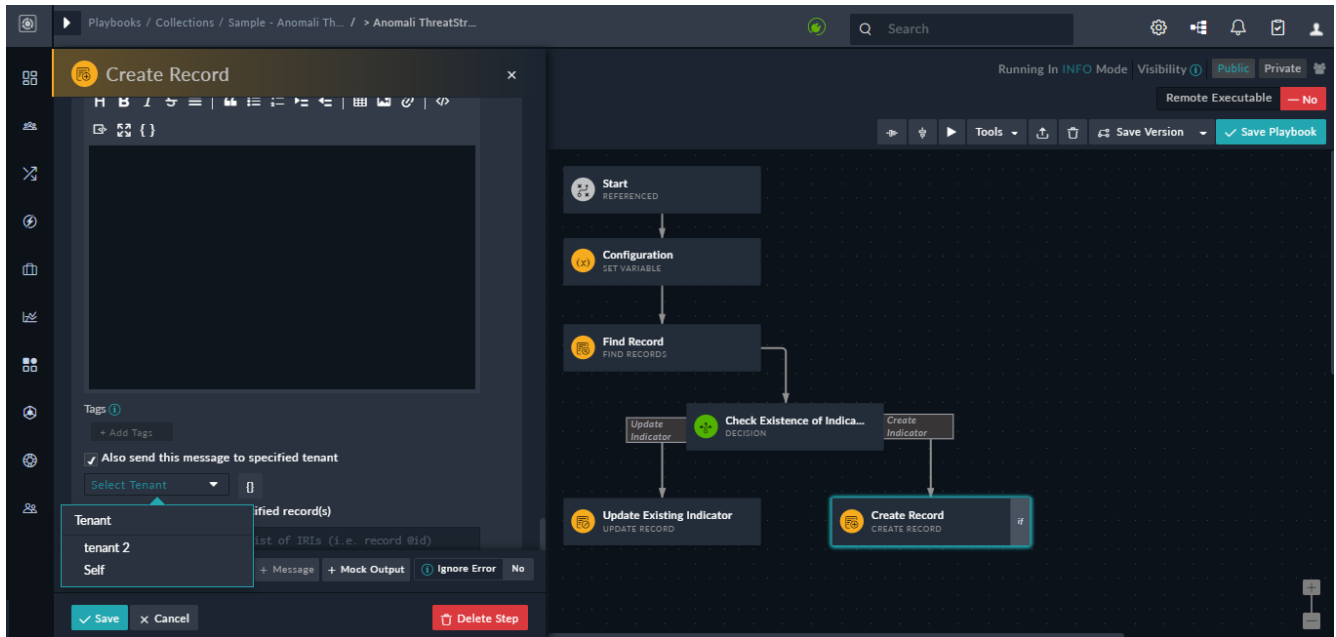 Playbooks / Collections / Sample - Anomali Th... / > Anomali ThreatStr...
Search
Create Record
×
H B I S
{ }
Tags
+ Add Tags
Also send this message to specified tenant
Select Tenant
{}
Tenant
tenant 2
Self
ified record(s)
ist of IRIs (i.e. record @id)
+ Message + Mock Output Ignore Error No
Save × Cancel Delete Step
Running In INFO Mode Visibility Public Private
Remote Executable — No
Tools Save Version Save Playbook
Start
REFERENCED
(x) Configuration
SET VARIABLE
Find Record
FIND RECORDS
Update
Indicator
Check Existence of Indica...
DECISION
Create
Indicator
Update Existing Indicator
UPDATE RECORD
Create Record
CREATE RECORD
if